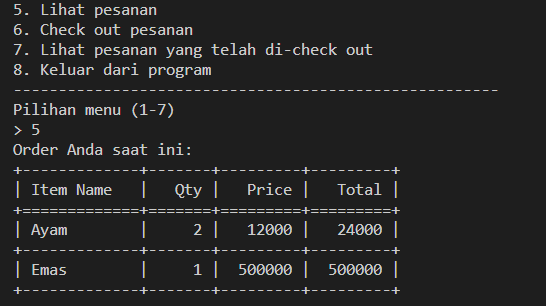 5. Lihat pesanan
6. Check out pesanan
7. Lihat pesanan yang telah di-check out
8. Keluar dari program
------------------------------------------------------
Pilihan menu (1-7)
> 5
Order Anda saat ini:
+-------------+-------+---------+---------+
| Item Name   |   Qty |   Price |   Total |
+=============+=======+=========+=========+
| Ayam        |     2 |   12000 |   24000 |
+-------------+-------+---------+---------+
| Emas        |     1 |  500000 |  500000 |
+-------------+-------+---------+---------+